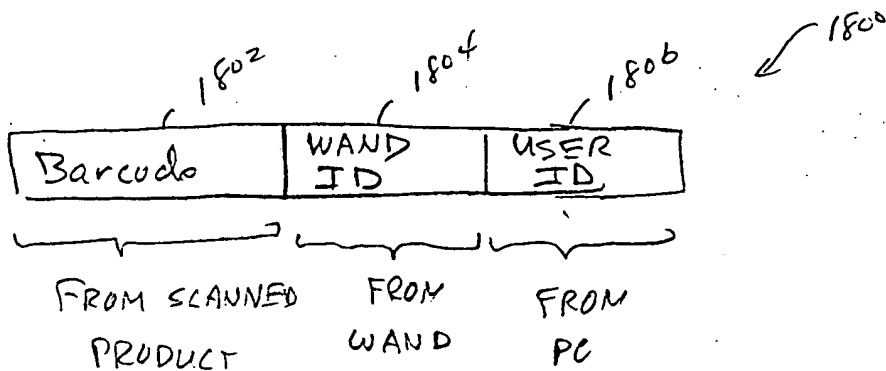 1800
1802 1804 1806
Barcode WAND ID USER ID
FROM SCANNED PRODUCT
FROM WAND
FROM PC